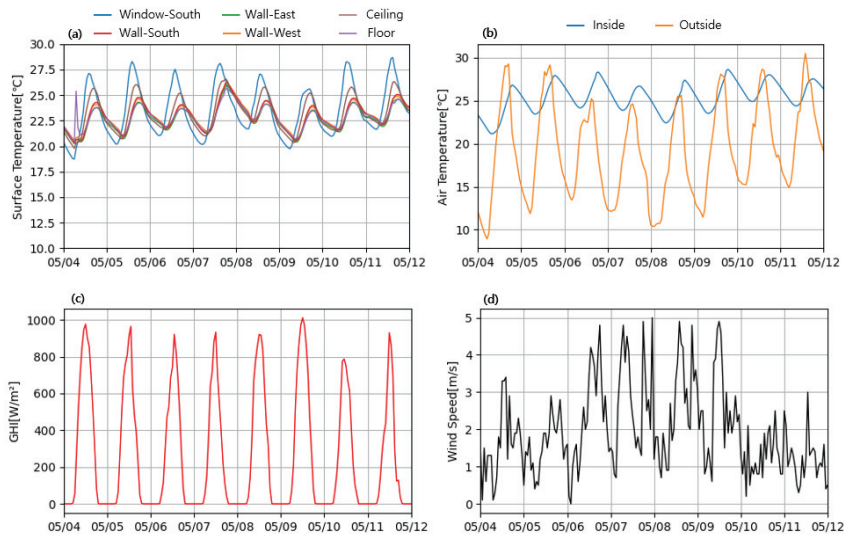 Window-South Wall-East Ceiling
Wall-South Wall-West Floor
(a)
Surface Temperature[℃]
30.0
27.5
25.0
22.5
20.0
17.5
15.0
12.5
10.0
05/04 05/05 05/06 05/07 05/08 05/09 05/10 05/11 05/12
Inside Outside
(b)
Air Temperature[℃]
30
25
20
15
10
05/04 05/05 05/06 05/07 05/08 05/09 05/10 05/11 05/12
(c)
GHI[W/m²]
1000
800
600
400
200
0
05/04 05/05 05/06 05/07 05/08 05/09 05/10 05/11 05/12
(d)
Wind Speed[m/s]
5
4
3
2
1
0
05/04 05/05 05/06 05/07 05/08 05/09 05/10 05/11 05/12